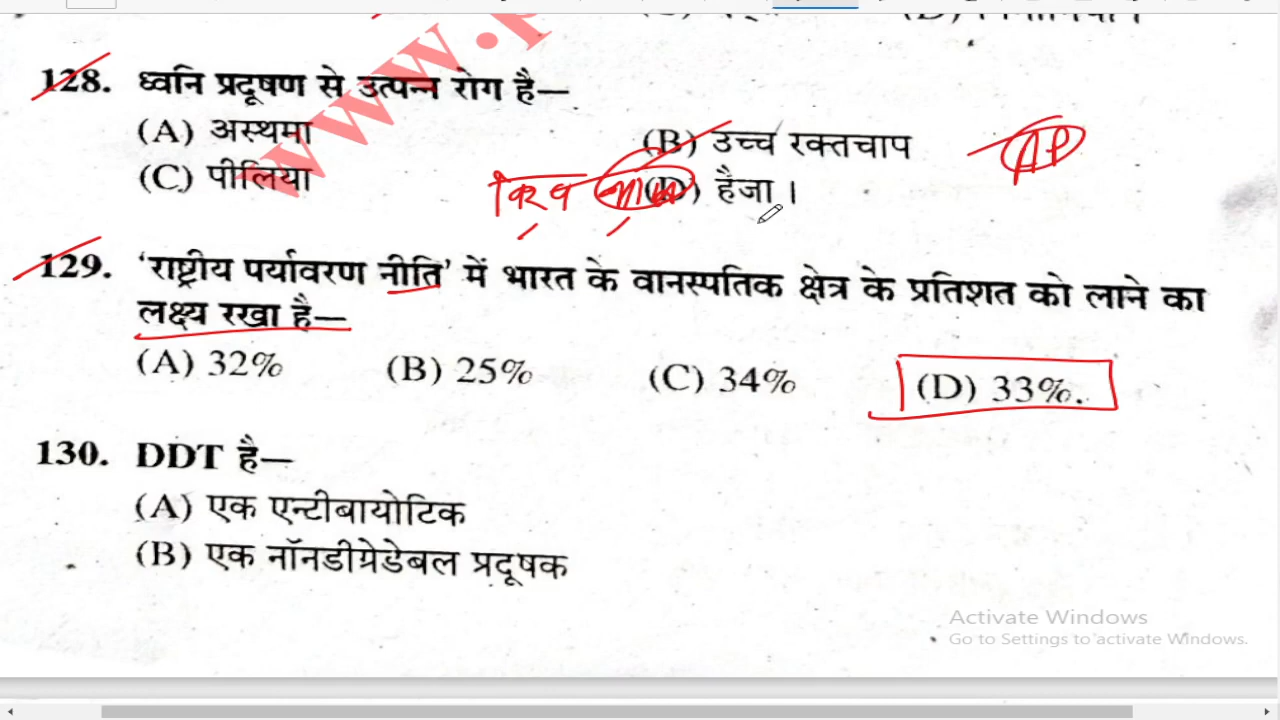 128. ध्वनि प्रदूषण से उत्पन्न रोग है—
(A) अस्थमा (B) उच्च रक्तचाप
(C) पीलिया (D) हैजा।
129. 'राष्ट्रीय पर्यावरण नीति' में भारत के वानस्पतिक क्षेत्र के प्रतिशत को लाने का
लक्ष्य रखा है—
(A) 32% (B) 25% (C) 34% (D) 33%.
130. DDT है—
(A) एक एन्टीबायोटिक
(B) एक नॉनडीग्रेडेबल प्रदूषक
www.
Activate Windows
Go to Settings to activate Windows.